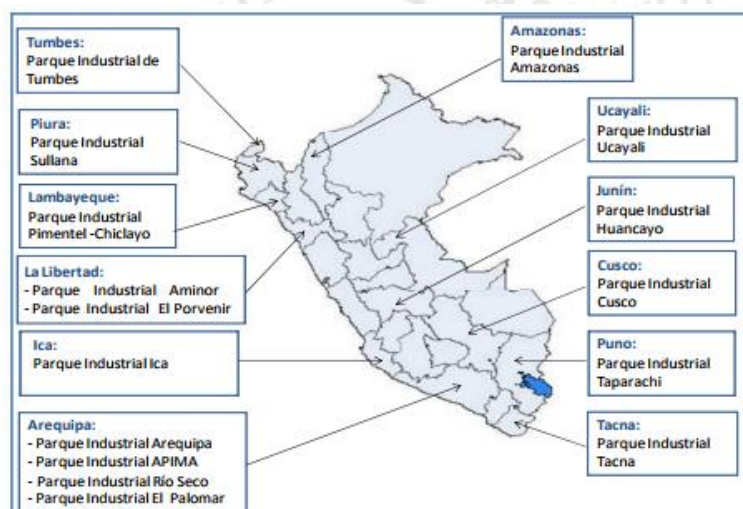 Tumbes:
Parque Industrial de
Tumbes
Piura:
Parque Industrial
Sullana
Lambayeque:
Parque Industrial
Pimentel -Chiclayo
La Libertad:
- Parque Industrial Aminor
- Parque Industrial El Porvenir
Ica:
Parque Industrial Ica
Arequipa:
- Parque Industrial Arequipa
- Parque Industrial APIMA
- Parque Industrial Río Seco
- Parque Industrial El Palomar
Amazonas:
Parque Industrial
Amazonas
Ucayali:
Parque Industrial
Ucayali
Junín:
Parque Industrial
Huancayo
Cusco:
Parque Industrial
Cusco
Puno:
Parque Industrial
Taparachi
Tacna:
Parque Industrial
Tacna